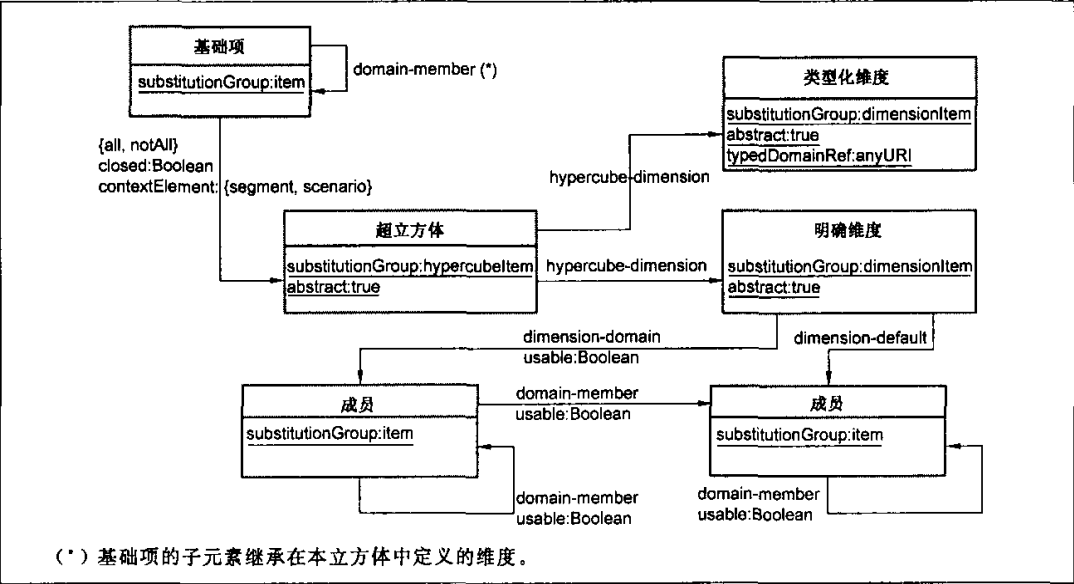 基础项
substitutionGroup:item
domain-member (*)
类型化维度
substitutionGroup:dimensionItem
abstract:true
typedDomainRef:anyURI
{all, notAll}
closed:Boolean
contextElement: {segment, scenario}
hypercube-dimension
超立方体
substitutionGroup:hypercubeItem
abstract:true
hypercube-dimension
明确维度
substitutionGroup:dimensionItem
abstract:true
dimension-domain
usable:Boolean
dimension-default
成员
substitutionGroup:item
domain-member
usable:Boolean
成员
substitutionGroup:item
domain-member
usable:Boolean
domain-member
usable:Boolean
(*)基础项的子元素继承在本立方体中定义的维度。